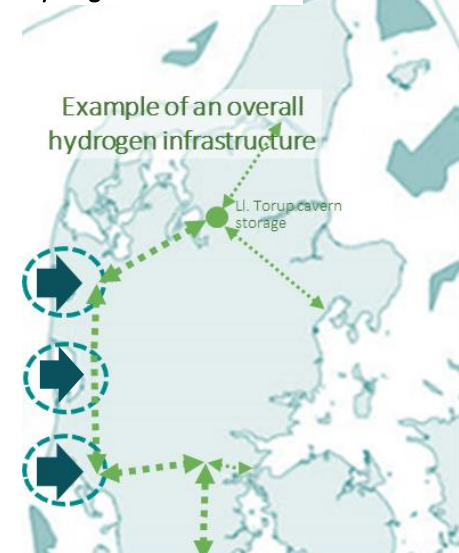 Example of an overall
hydrogen infrastructure
Ll. Torup cavern
storage